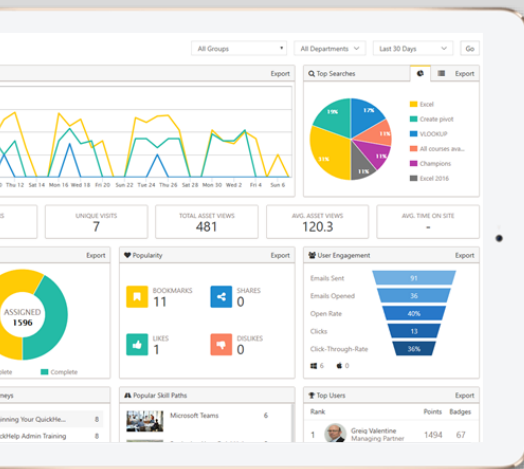 All Groups
All Departments
Last 30 Days
Go
Export
Top Searches
Export
19%
17%
11%
11%
11%
31%
Excel
Create pivot
VLOOKUP
All courses ava...
Champions
Excel 2016
Thu 12 Sat 14 Mon 16 Wed 18 Fri 20 Sun 22 Tue 24 Thu 26 Sat 28 Mon 30 Wed 2 Fri 4 Sun 6
UNIQUE VISITS
7
TOTAL ASSET VIEWS
481
AVG. ASSET VIEWS
120.3
AVG. TIME ON SITE
-
Export
ASSIGNED
1596
Complete
Popularity
Export
BOOKMARKS
11
SHARES
0
LIKES
1
DISLIKES
0
User Engagement
Export
Emails Sent 91
Emails Opened 36
Open Rate 40%
Clicks 13
Click-Through-Rate 36%
6 0
Export
8
Admin Training 8
Popular Skill Paths
Microsoft Teams 6
Top Users
Export
Rank Points Badges
1 Greig Valentine 1494 67
Managing Partner